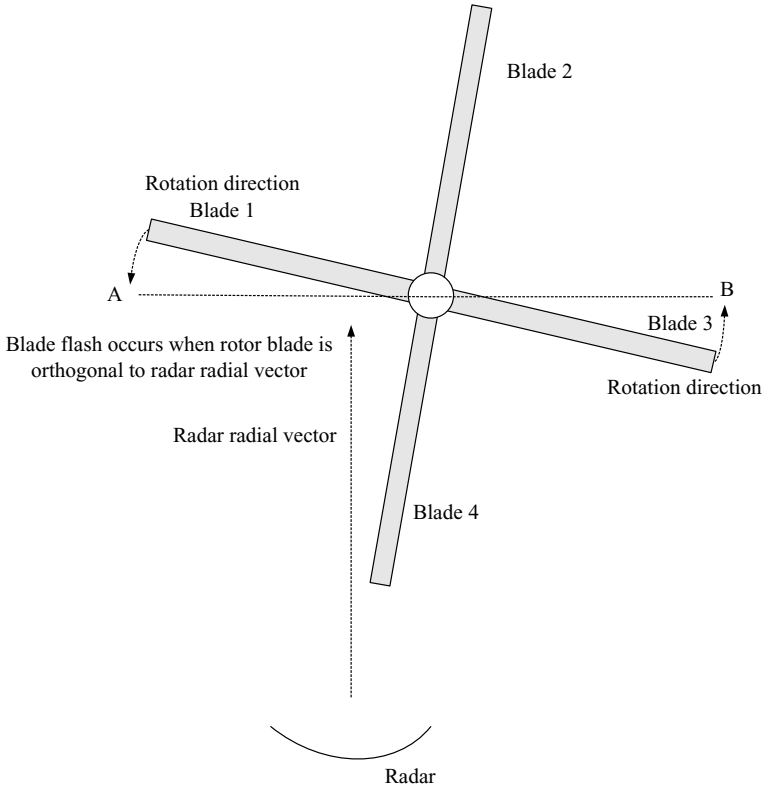 Blade 2
Rotation direction
Blade 1
A
B
Blade 3
Blade flash occurs when rotor blade is
orthogonal to radar radial vector
Rotation direction
Radar radial vector
Blade 4
Radar